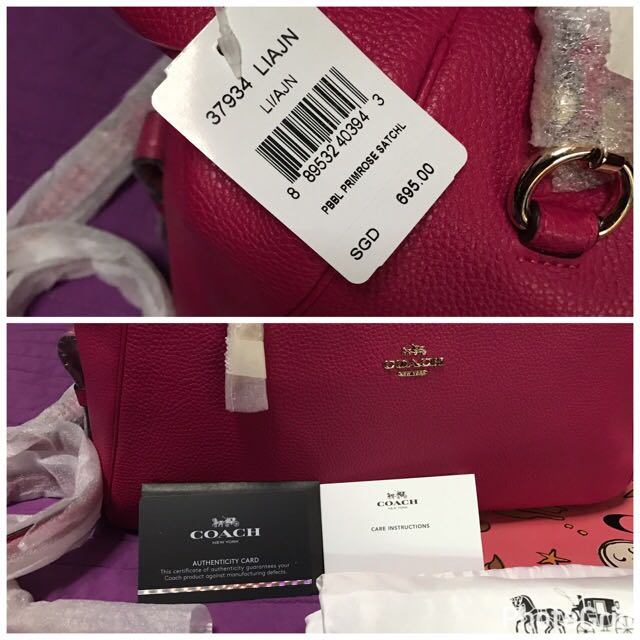 37934 LIAJN
LI/AJN
8 89532 40394 3
PBBL PRIMROSE SATCHL
SGD 695.00
COACH
NEW YORK
COACH
NEW YORK
AUTHENTICITY CARD
This certificate of authenticity guarantees your
Coach product against manufacturing defects.
COACH
NEW YORK
CARE INSTRUCTIONS